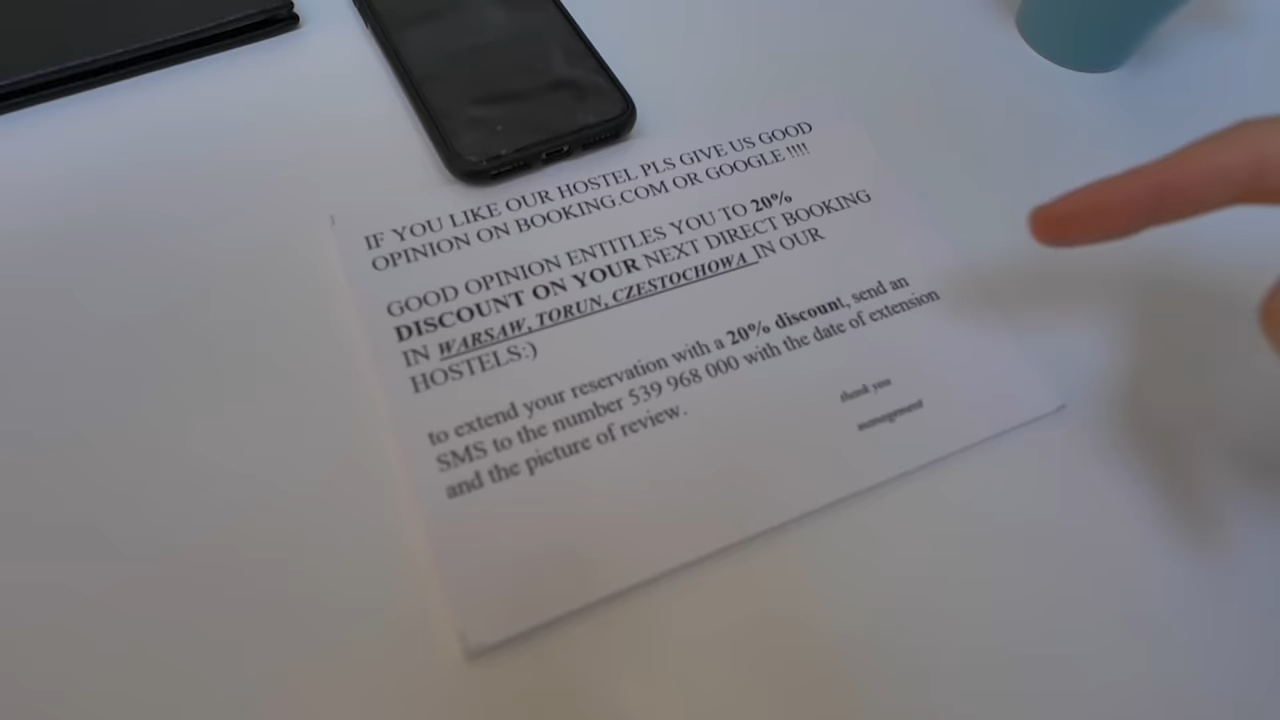 IF YOU LIKE OUR HOSTEL PLS GIVE US GOOD
OPINION ON BOOKING.COM OR GOOGLE !!!!
GOOD OPINION ENTITLES YOU TO 20%
DISCOUNT ON YOUR NEXT DIRECT BOOKING
IN WARSAW, TORUN, CZESTOCHOWA IN OUR
HOSTELS:)
to extend your reservation with a 20% discount, send an
SMS to the number 539 968 000 with the date of extension
and the picture of review.
thank you
management